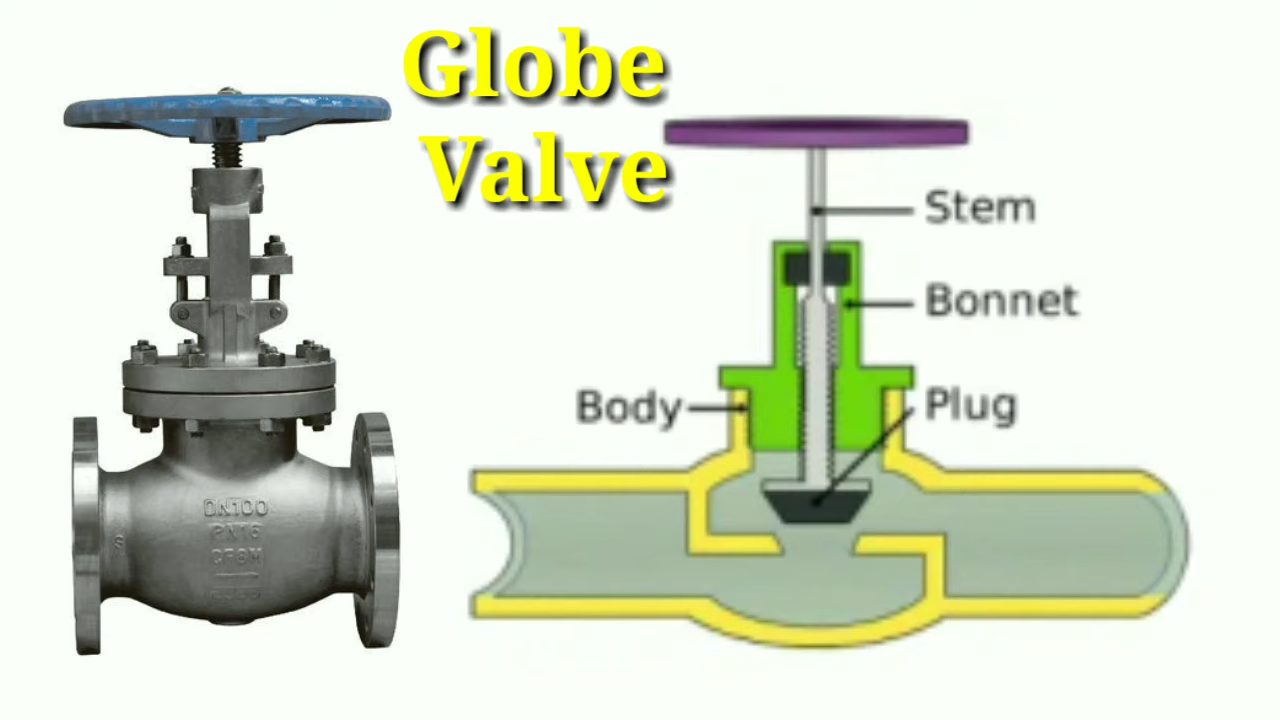 Globe
Valve
Stem
Bonnet
Body
Plug
DN100
PN16
CF8M